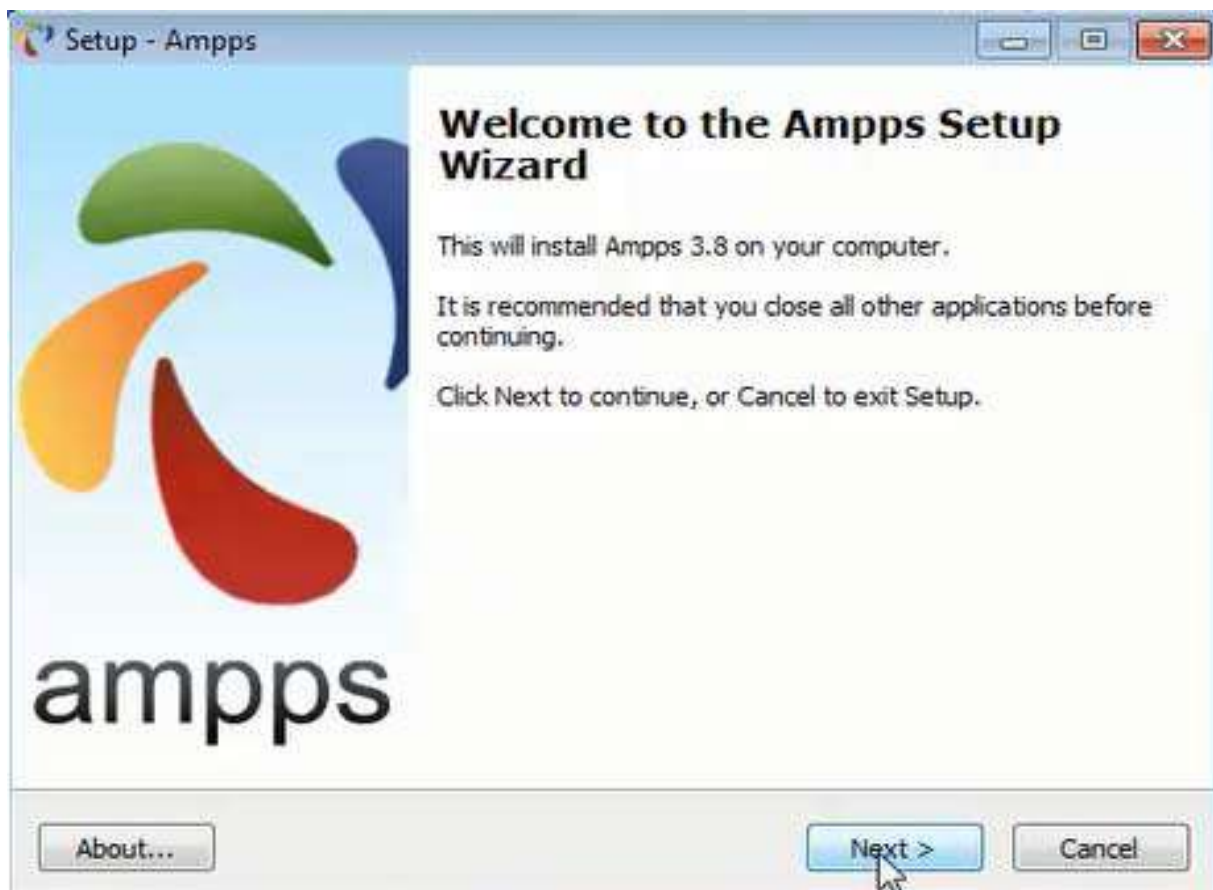 Setup - Ampps
Welcome to the Ampps Setup
Wizard
This will install Ampps 3.8 on your computer.
It is recommended that you close all other applications before
continuing.
Click Next to continue, or Cancel to exit Setup.
ampps
About...
Next >
Cancel